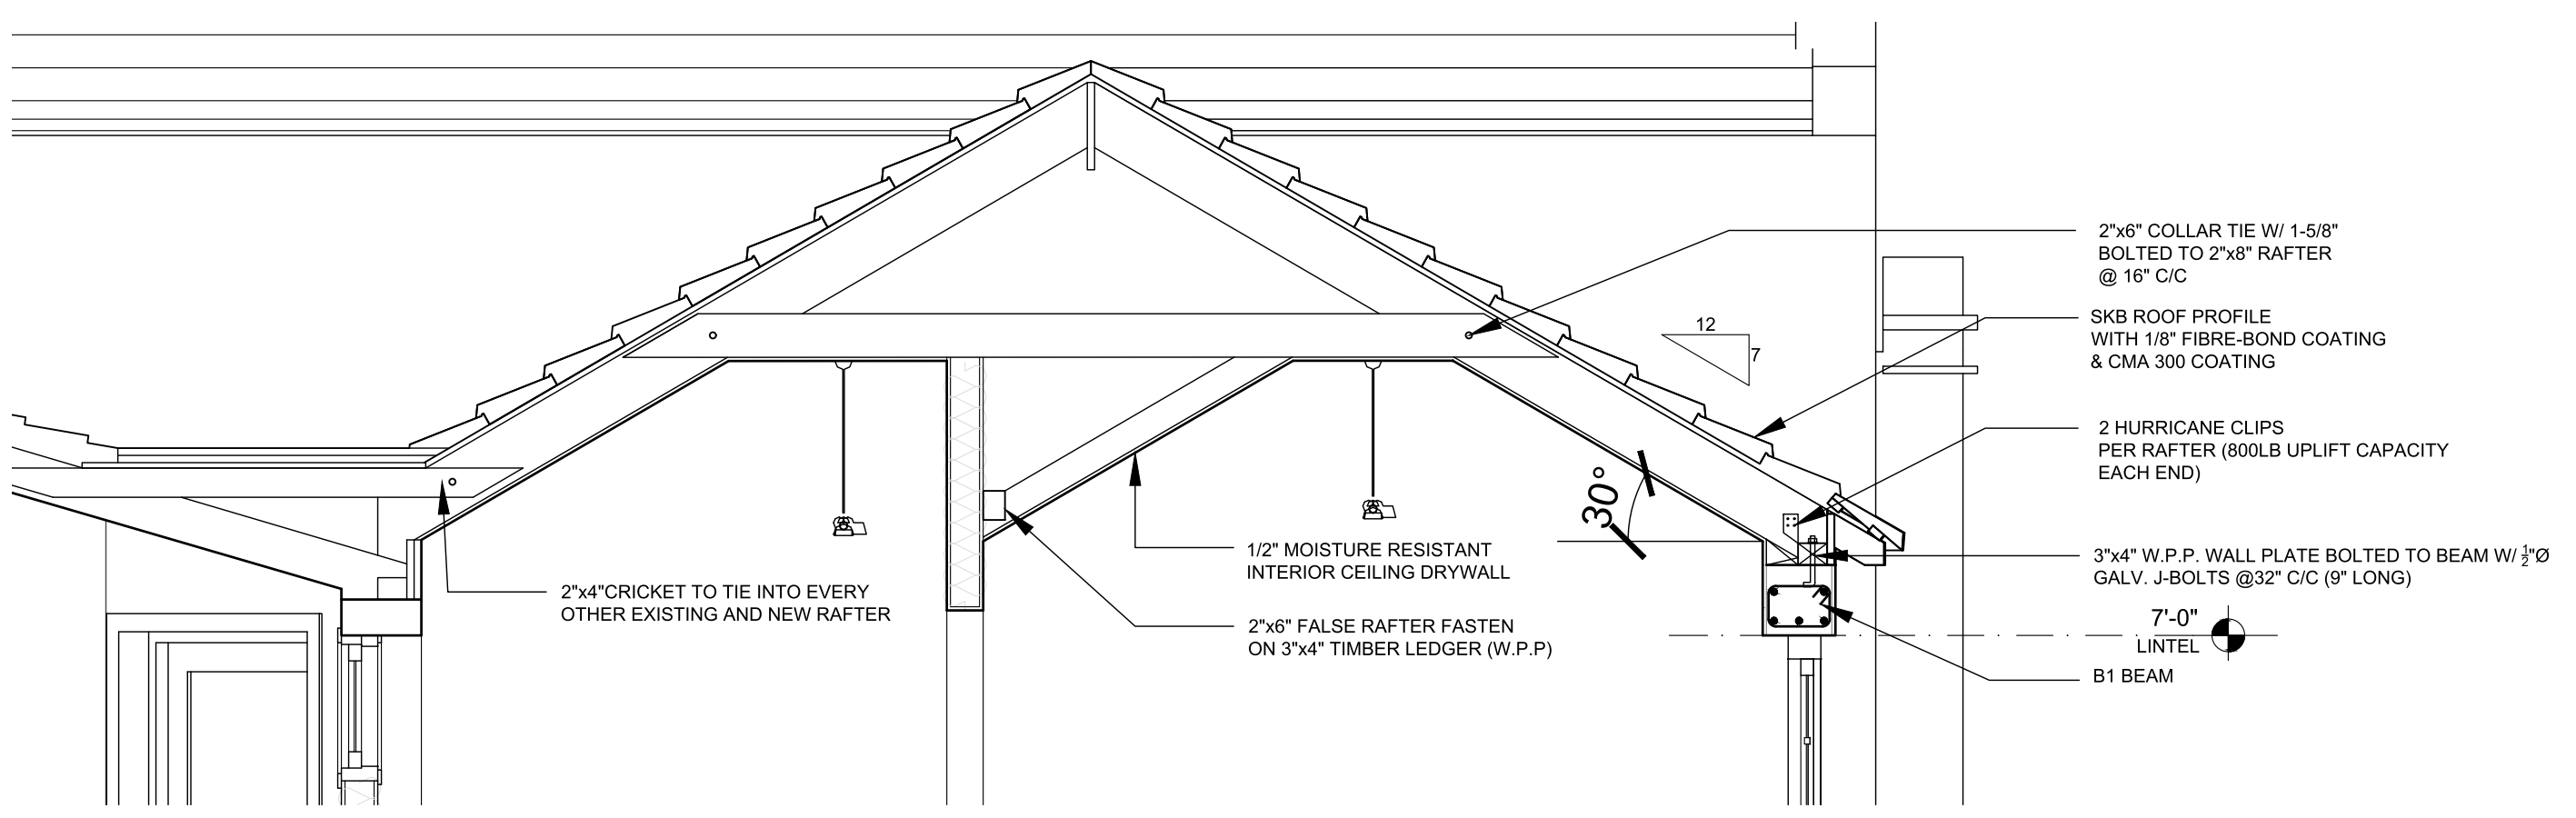 2"x6" COLLAR TIE W/ 1-5/8"
BOLTED TO 2"x8" RAFTER
@ 16" C/C
SKB ROOF PROFILE
WITH 1/8" FIBRE-BOND COATING
& CMA 300 COATING
12
7
2 HURRICANE CLIPS
PER RAFTER (800LB UPLIFT CAPACITY
EACH END)
30°
1/2" MOISTURE RESISTANT
INTERIOR CEILING DRYWALL
3"x4" W.P.P. WALL PLATE BOLTED TO BEAM W/ 1/2"Ø
GALV. J-BOLTS @32" C/C (9" LONG)
2"x4"CRICKET TO TIE INTO EVERY
OTHER EXISTING AND NEW RAFTER
2"x6" FALSE RAFTER FASTEN
ON 3"x4" TIMBER LEDGER (W.P.P)
7'-0"
LINTEL
B1 BEAM